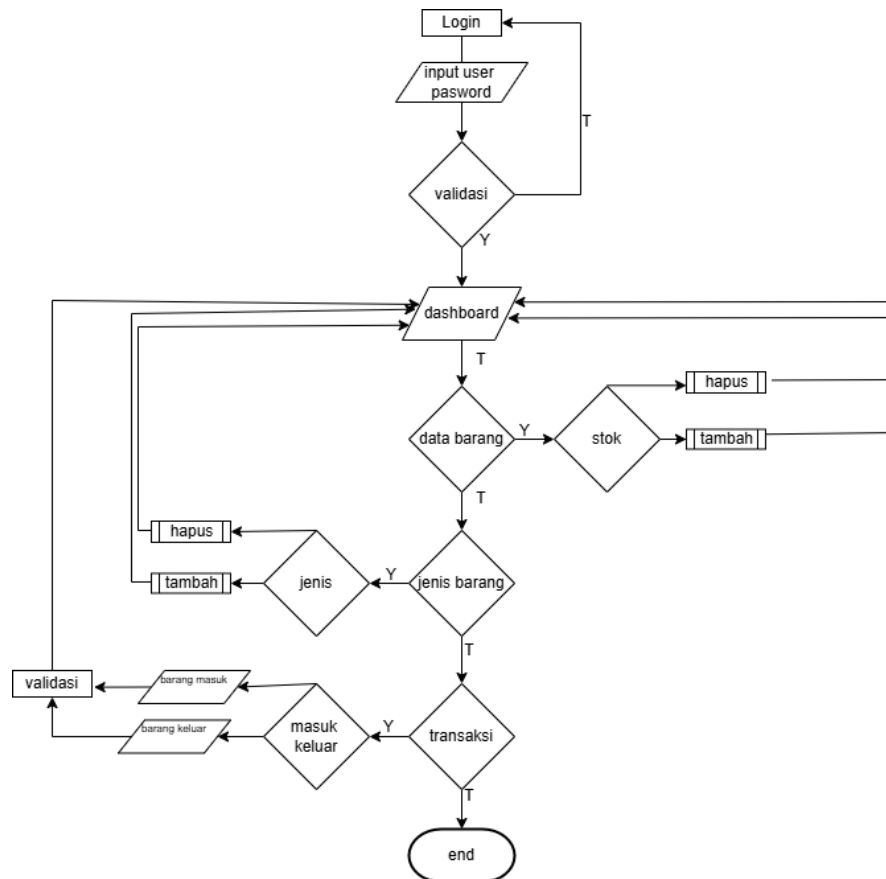 Login
input user
pasword
T
validasi
Y
dashboard
T
hapus
data barang
Y
stok
tambah
T
hapus
tambah
jenis
Y
jenis barang
T
validasi
barang masuk
barang keluar
masuk
keluar
Y
transaksi
T
end